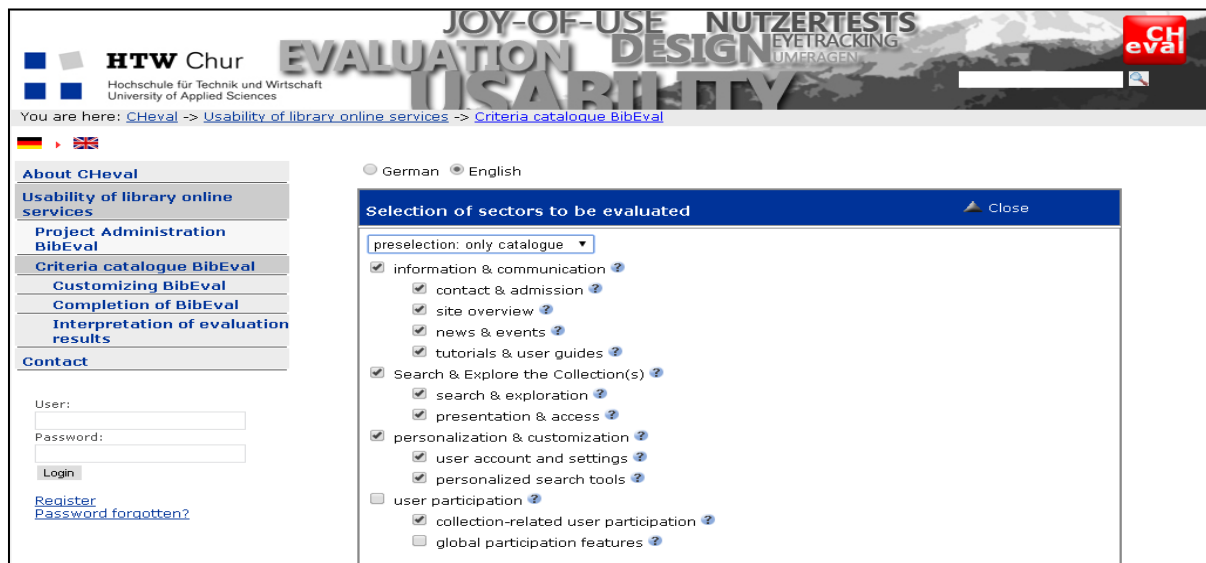 JOY-OF-USE NUTZERTESTS
EVALUATION DESIGN EYETRACKING
UMFRAGEN
USABILITY
CH
eval
HTW Chur
Hochschule für Technik und Wirtschaft
University of Applied Sciences
You are here: CHeval -> Usability of library online services -> Criteria catalogue BibEval
About CHeval
Usability of library online
services
Project Administration
BibEval
Criteria catalogue BibEval
Customizing BibEval
Completion of BibEval
Interpretation of evaluation
results
Contact
User:
Password:
Login
Register
Password forgotten?
German English
Selection of sectors to be evaluated Close
preselection: only catalogue
information & communication ?
contact & admission ?
site overview ?
news & events ?
tutorials & user guides ?
Search & Explore the Collection(s) ?
search & exploration ?
presentation & access ?
personalization & customization ?
user account and settings ?
personalized search tools ?
user participation ?
collection-related user participation ?
global participation features ?